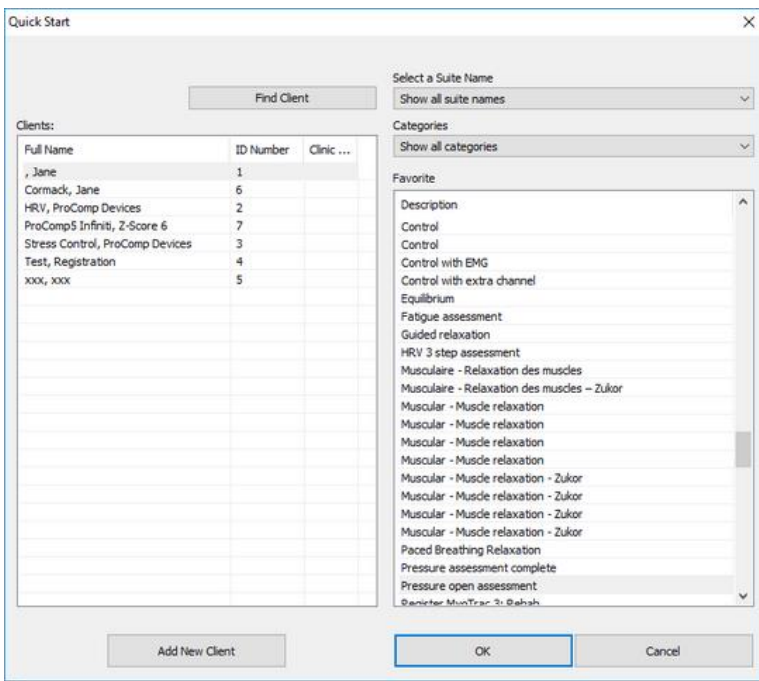 Quick Start
Find Client
Clients:
Full Name ID Number Clinic ...
, Jane 1
Cormack, Jane 6
HRV, ProComp Devices 2
ProComp5 Infiniti, Z-Score 6 7
Stress Control, ProComp Devices 3
Test, Registration 4
xxx, xxx 5
Add New Client
Select a Suite Name
Show all suite names
Categories
Show all categories
Favorite
Description
Control
Control
Control with EMG
Control with extra channel
Equilibrium
Fatigue assessment
Guided relaxation
HRV 3 step assessment
Musculaire - Relaxation des muscles
Musculaire - Relaxation des muscles – Zukor
Muscular - Muscle relaxation
Muscular - Muscle relaxation
Muscular - Muscle relaxation
Muscular - Muscle relaxation
Muscular - Muscle relaxation - Zukor
Muscular - Muscle relaxation - Zukor
Muscular - Muscle relaxation - Zukor
Muscular - Muscle relaxation - Zukor
Paced Breathing Relaxation
Pressure assessment complete
Pressure open assessment
Register MyoTrac 3: Rehab
OK
Cancel